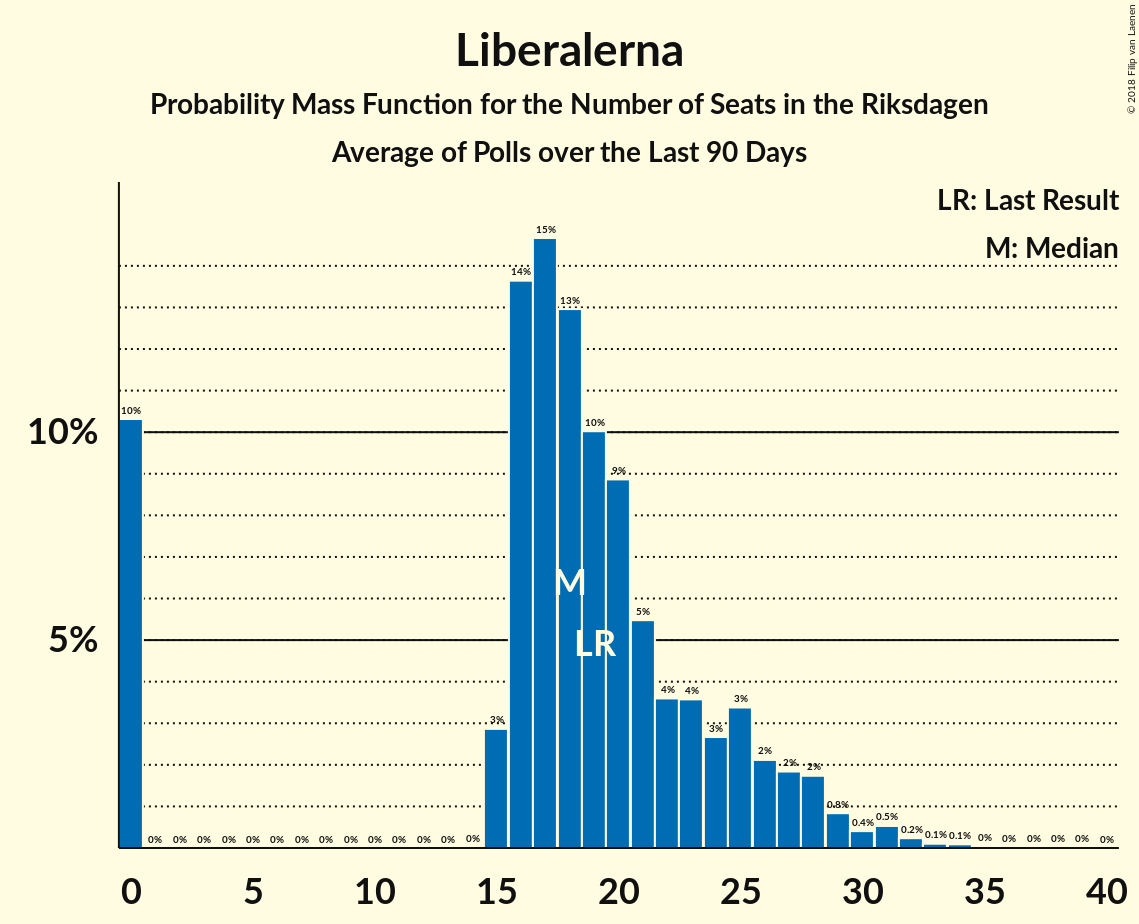 Liberalerna
Probability Mass Function for the Number of Seats in the Riksdagen
Average of Polls over the Last 90 Days
© 2018 Filip van Laenen
LR: Last Result
M: Median
10%
5%
10% 0% 0% 0% 0% 0% 0% 0% 0% 0% 0% 0% 0% 0% 0% 3% 14% 15% 13% 10% 9% 5% 4% 4% 3% 3% 2% 2% 2% 0.8% 0.4% 0.5% 0.2% 0.1% 0.1% 0% 0% 0% 0% 0% 0%
M
LR
0 5 10 15 20 25 30 35 40